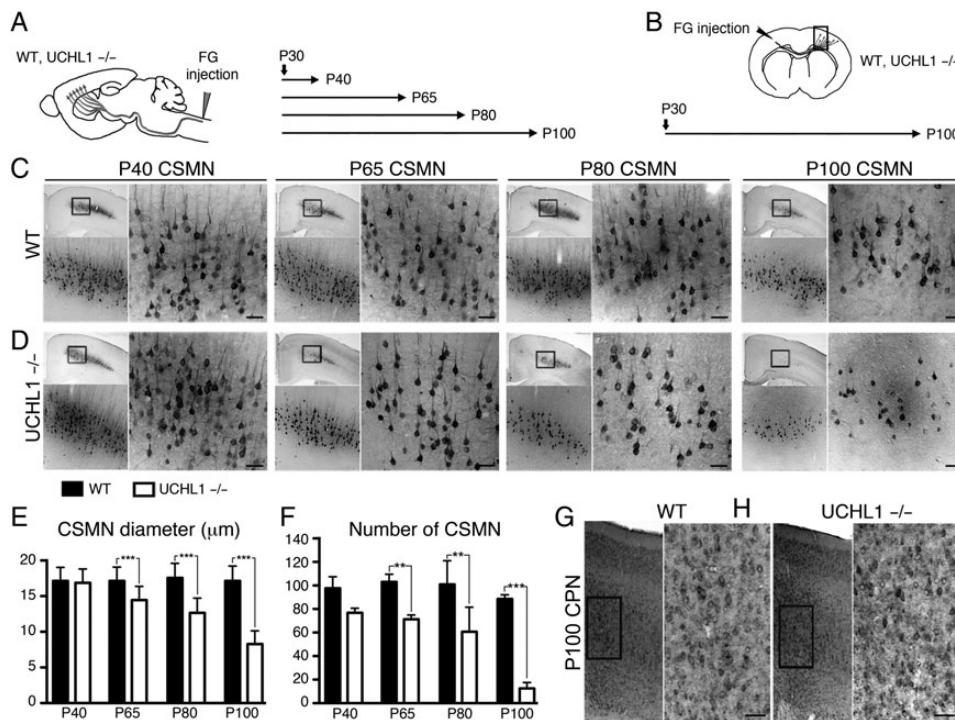 A
WT, UCHL1 –/–
FG
injection
P30
P40
P65
P80
P100
B
FG injection
WT, UCHL1 –/–
P30
P100
C
P40 CSMN
P65 CSMN
P80 CSMN
P100 CSMN
WT
D
UCHL1 –/–
WT
UCHL1 –/–
E
CSMN diameter (μm)
20
15
10
5
0
***
***
***
P40
P65
P80
P100
F
Number of CSMN
120
100
80
60
40
20
0
**
**
***
P40
P65
P80
P100
G
WT
H
UCHL1 –/–
P100 CPN